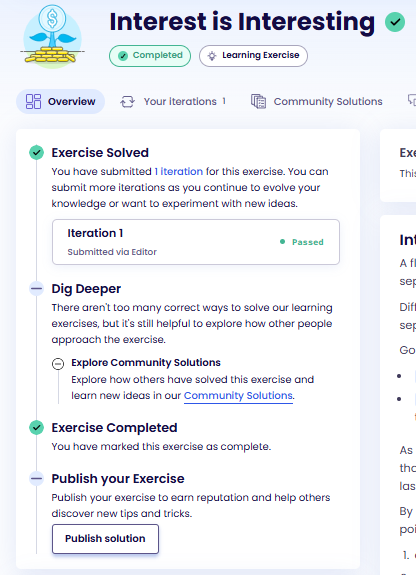 Interest is Interesting
Completed
Learning Exercise
Overview
Your iterations 1
Community Solutions
Exercise Solved
You have submitted 1 iteration for this exercise. You can
submit more iterations as you continue to evolve your
knowledge or want to experiment with new ideas.
Iteration 1
Submitted via Editor
Passed
Dig Deeper
There aren't too many correct ways to solve our learning
exercises, but it's still helpful to explore how other people
approach the exercise.
Explore Community Solutions
Explore how others have solved this exercise and
learn new ideas in our Community Solutions.
Exercise Completed
You have marked this exercise as complete.
Publish your Exercise
Publish your exercise to earn reputation and help others
discover new tips and tricks.
Publish solution
Exe
This
Int
A fl
sep
Diff
sep
Go
As
tha
las
By
poi
1.